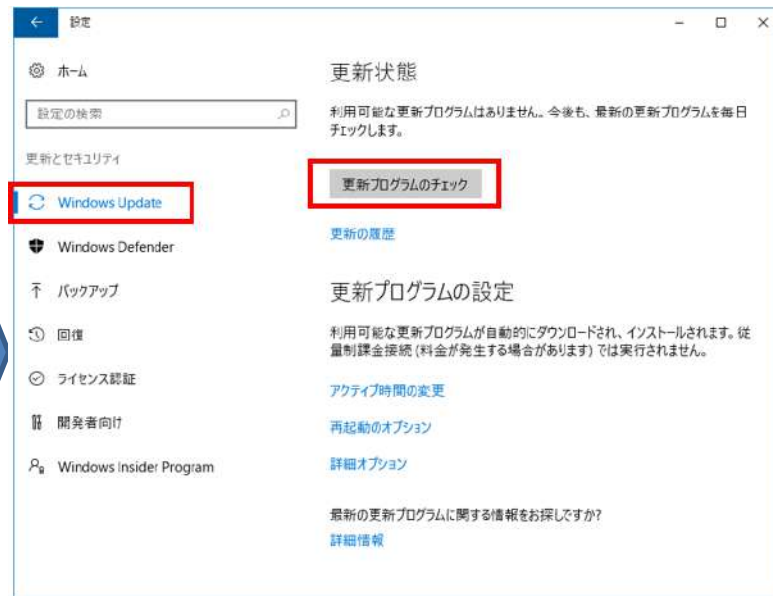 設定
ホーム
設定の検索
更新とセキュリティ
Windows Update
Windows Defender
バックアップ
回復
ライセンス認証
開発者向け
Windows Insider Program
更新状態
利用可能な更新プログラムはありません。今後も、最新の更新プログラムを毎日
チェックします。
更新プログラムのチェック
更新の履歴
更新プログラムの設定
利用可能な更新プログラムが自動的にダウンロードされ、インストールされます。従
量制課金接続 (料金が発生する場合があります) では実行されません。
アクティブ時間の変更
再起動のオプション
詳細オプション
最新の更新プログラムに関する情報をお探しですか?
詳細情報